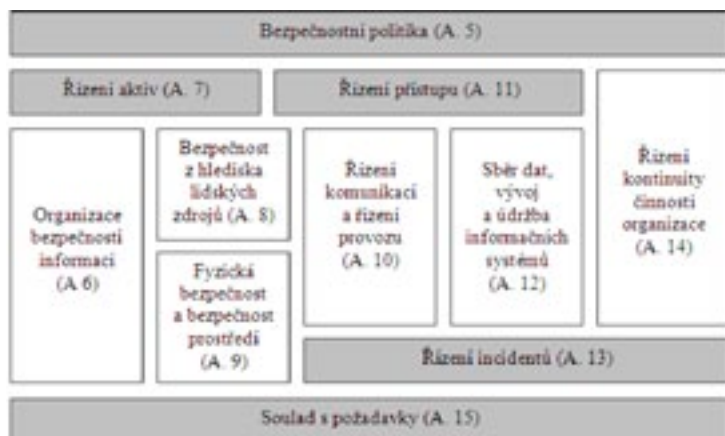 Bezpečnostní politika (A. 5)
Řízení aktiv (A. 7)
Řízení přístupu (A. 11)
Organizace
bezpečnosti
informací
(A 6)
Bezpečnost
z hlediska
lidských
zdrojů (A. 8)
Fyzická
bezpečnost
a bezpečnost
prostředí
(A. 9)
Řízení
komunikací
a řízení
provozu
(A. 10)
Sběr dat,
vývoj
a údržba
informačních
systémů
(A. 12)
Řízení
kontinuity
činností
organizace
(A. 14)
Řízení incidentů (A. 13)
Soulad s požadavky (A. 15)